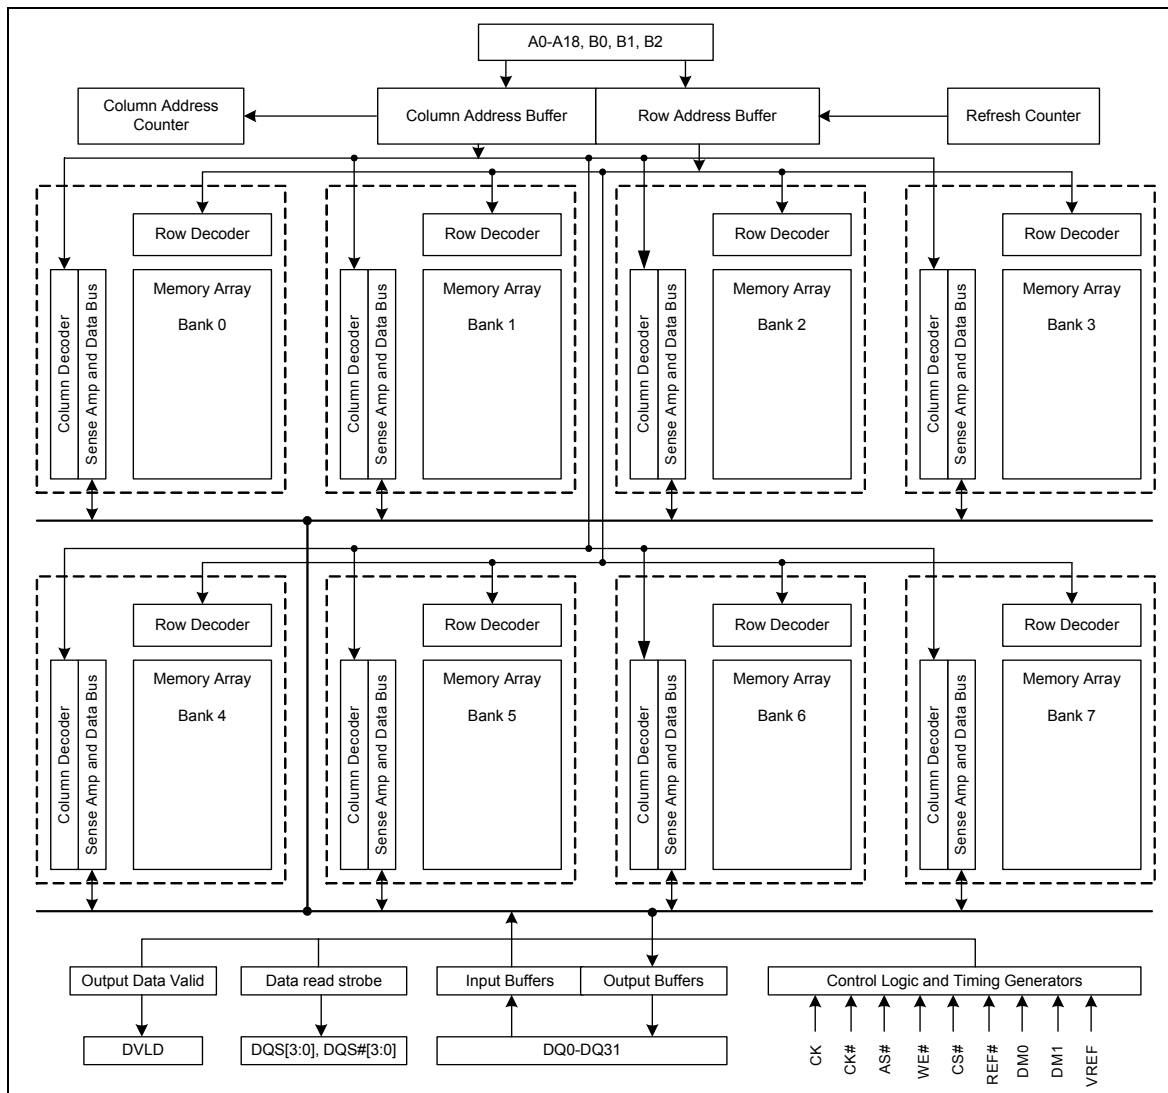 A0-A18, B0, B1, B2
Column Address
Counter
Column Address Buffer
Row Address Buffer
Refresh Counter
Row Decoder
Row Decoder
Row Decoder
Row Decoder
Column Decoder
Sense Amp and Data Bus
Memory Array
Bank 0
Column Decoder
Sense Amp and Data Bus
Memory Array
Bank 1
Column Decoder
Sense Amp and Data Bus
Memory Array
Bank 2
Column Decoder
Sense Amp and Data Bus
Memory Array
Bank 3
Row Decoder
Row Decoder
Row Decoder
Row Decoder
Column Decoder
Sense Amp and Data Bus
Memory Array
Bank 4
Column Decoder
Sense Amp and Data Bus
Memory Array
Bank 5
Column Decoder
Sense Amp and Data Bus
Memory Array
Bank 6
Column Decoder
Sense Amp and Data Bus
Memory Array
Bank 7
Output Data Valid
Data read strobe
Input Buffers
Output Buffers
Control Logic and Timing Generators
DVLD
DQS[3:0], DQS#[3:0]
DQ0-DQ31
CK
CK#
AS#
WE#
CS#
REF#
DM0
DM1
VREF